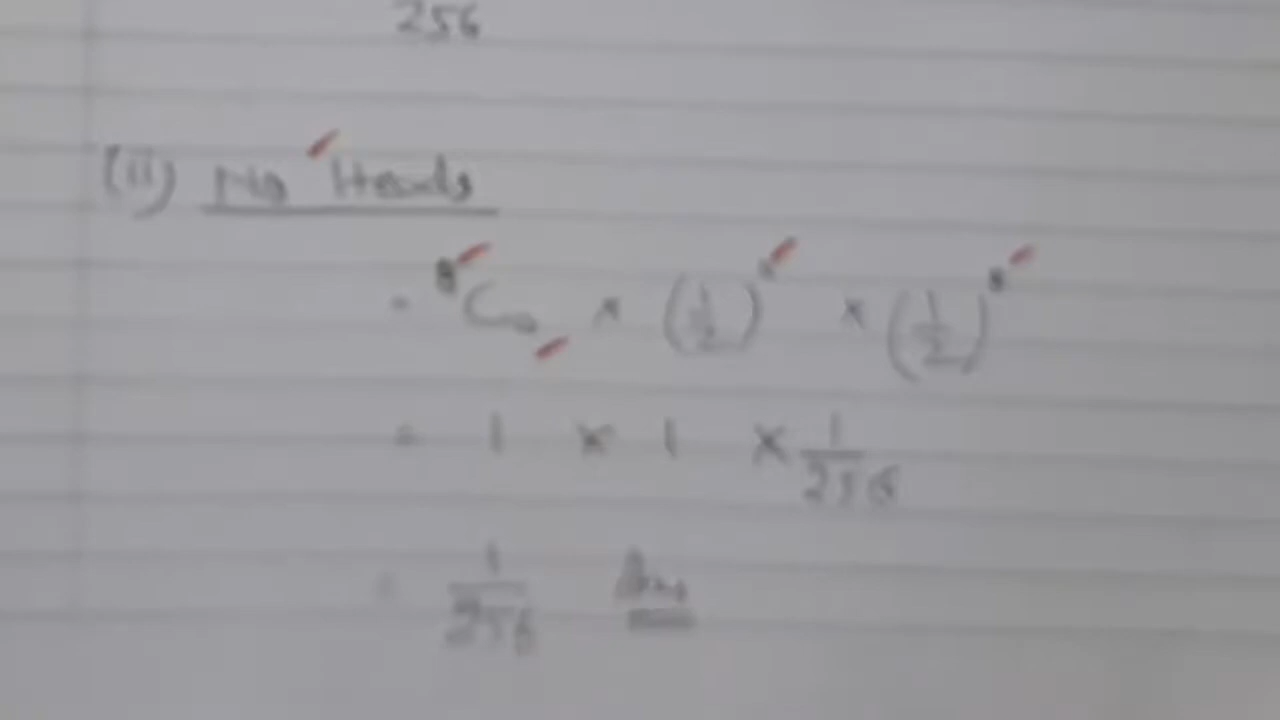 256
(ii) No Heads
= ⁸C₀ × (1/2)⁰ × (1/2)⁸
= 1 × 1 × 1/256
= 1/256 Ans